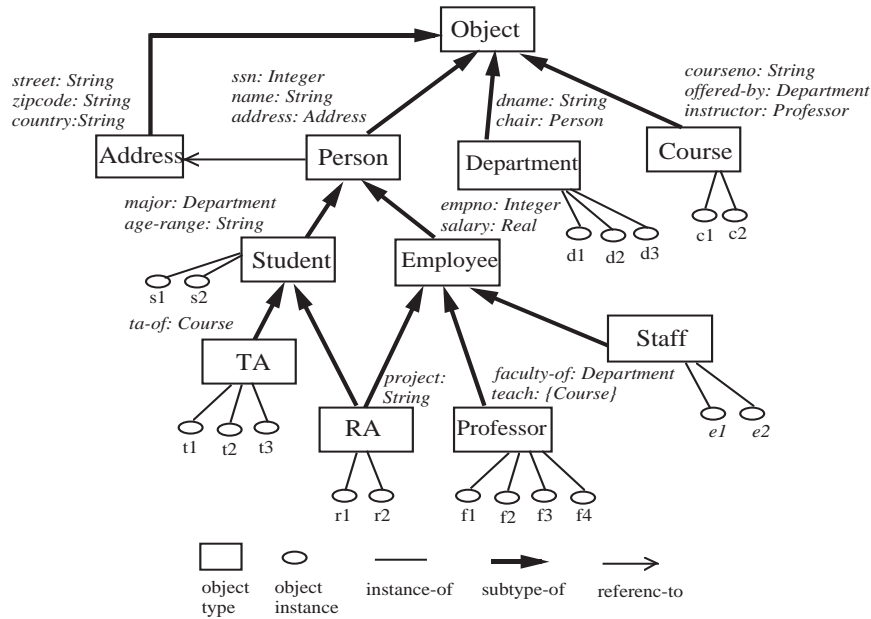 Object
street: String
zipcode: String
country:String
ssn: Integer
name: String
address: Address
dname: String
chair: Person
courseno: String
offered-by: Department
instructor: Professor
Address
Person
Department
Course
major: Department
age-range: String
empno: Integer
salary: Real
c1
c2
d1
d2
d3
Student
Employee
s1
s2
ta-of: Course
TA
Staff
project:
String
faculty-of: Department
teach: {Course}
t1
t2
t3
RA
Professor
e1
e2
r1
r2
f1
f2
f3
f4
object
type
object
instance
instance-of
subtype-of
referenc-to